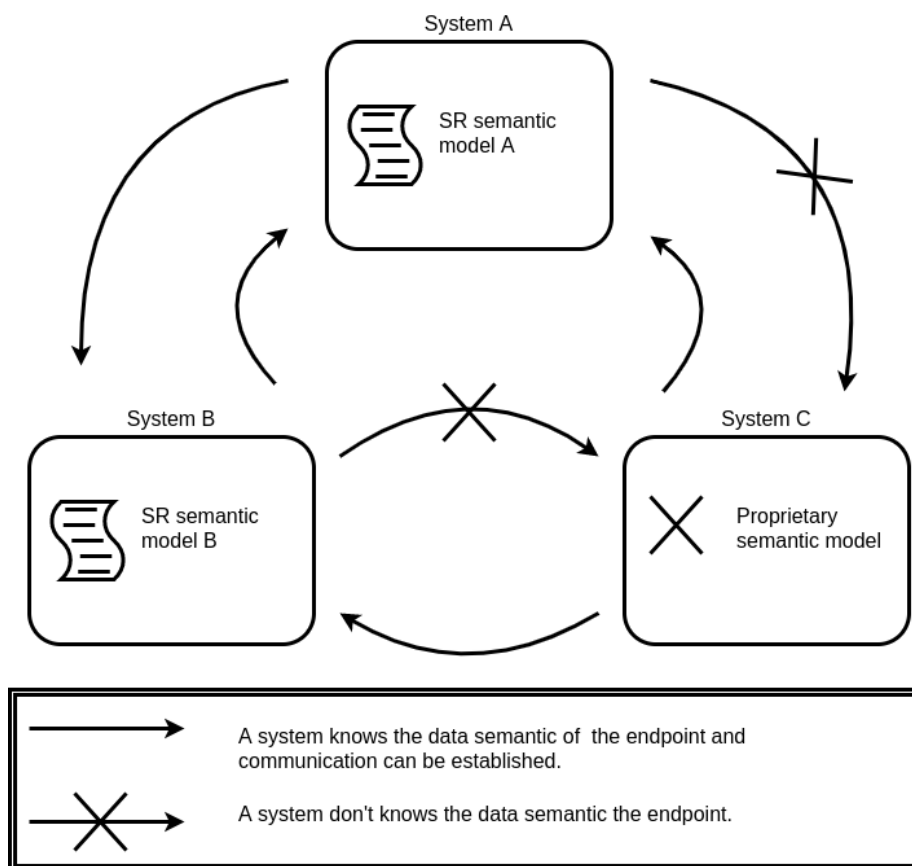 System A
SR semantic
model A
System B
SR semantic
model B
System C
Proprietary
semantic model
A system knows the data semantic of the endpoint and
communication can be established.
A system don't knows the data semantic the endpoint.